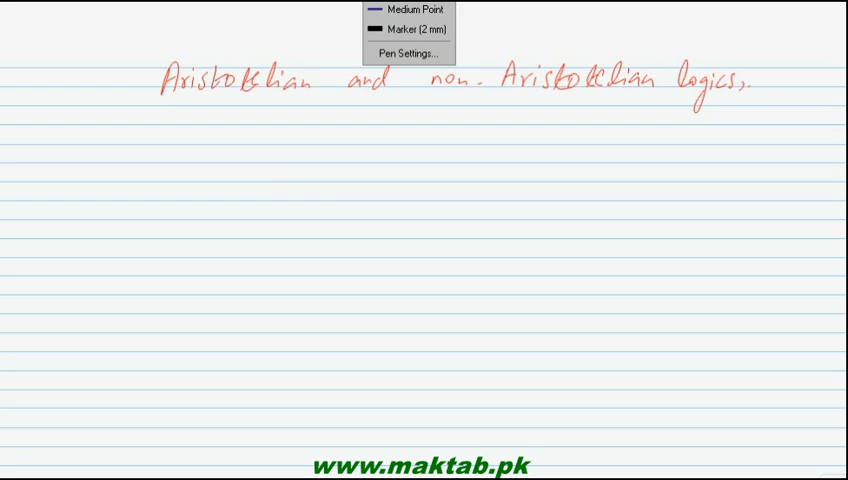 Medium Point
Marker (2 mm)
Pen Settings...
Aristotelian and non-Aristotelian logics.
www.maktab.pk